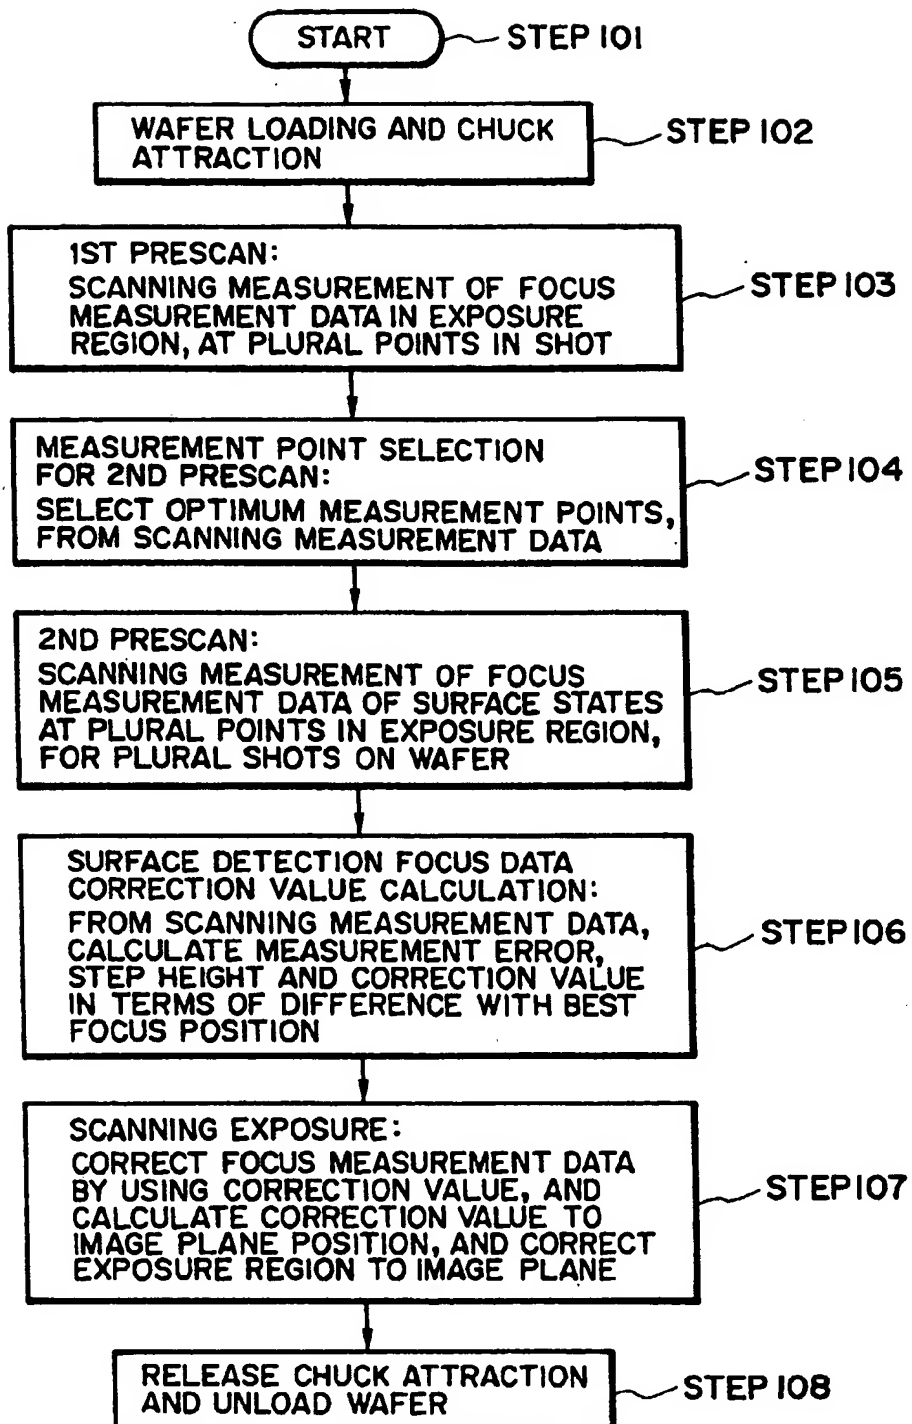 START
STEP 101
WAFER LOADING AND CHUCK
ATTRACTION
STEP 102
1ST PRESCAN:
SCANNING MEASUREMENT OF FOCUS
MEASUREMENT DATA IN EXPOSURE
REGION, AT PLURAL POINTS IN SHOT
STEP 103
MEASUREMENT POINT SELECTION
FOR 2ND PRESCAN:
SELECT OPTIMUM MEASUREMENT POINTS,
FROM SCANNING MEASUREMENT DATA
STEP 104
2ND PRESCAN:
SCANNING MEASUREMENT OF FOCUS
MEASUREMENT DATA OF SURFACE STATES
AT PLURAL POINTS IN EXPOSURE REGION,
FOR PLURAL SHOTS ON WAFER
STEP 105
SURFACE DETECTION FOCUS DATA
CORRECTION VALUE CALCULATION:
FROM SCANNING MEASUREMENT DATA,
CALCULATE MEASUREMENT ERROR,
STEP HEIGHT AND CORRECTION VALUE
IN TERMS OF DIFFERENCE WITH BEST
FOCUS POSITION
STEP 106
SCANNING EXPOSURE:
CORRECT FOCUS MEASUREMENT DATA
BY USING CORRECTION VALUE, AND
CALCULATE CORRECTION VALUE TO
IMAGE PLANE POSITION, AND CORRECT
EXPOSURE REGION TO IMAGE PLANE
STEP 107
RELEASE CHUCK ATTRACTION
AND UNLOAD WAFER
STEP 108